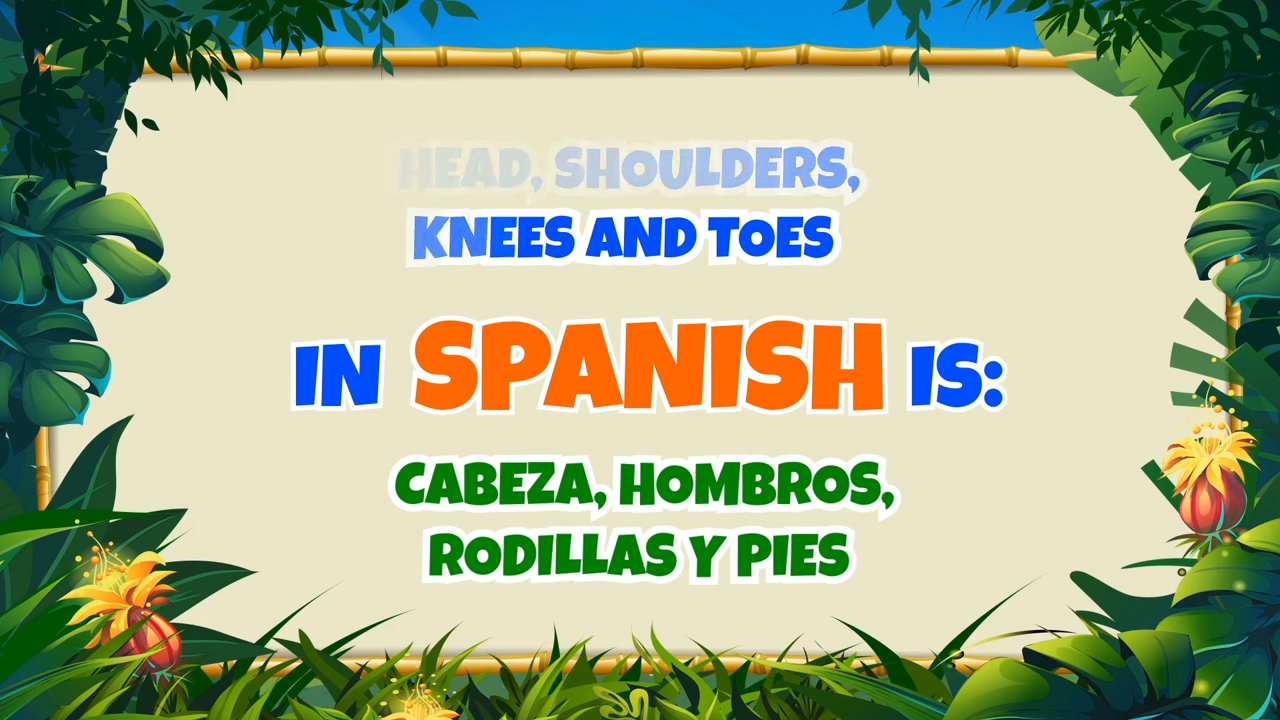 HEAD, SHOULDERS,
KNEES AND TOES
IN SPANISH IS:
CABEZA, HOMBROS,
RODILLAS Y PIES